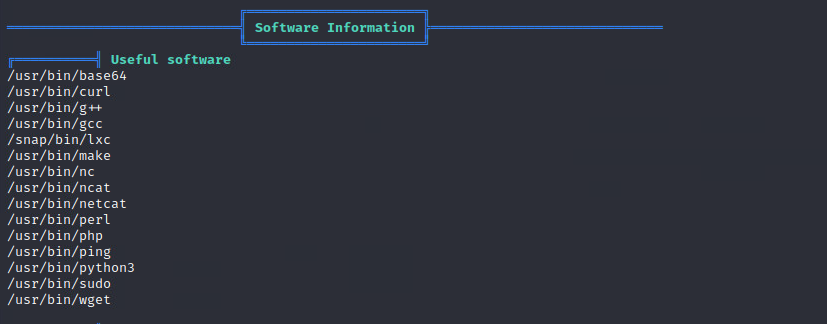 Software Information
Useful software
/usr/bin/base64
/usr/bin/curl
/usr/bin/g++
/usr/bin/gcc
/snap/bin/lxc
/usr/bin/make
/usr/bin/nc
/usr/bin/ncat
/usr/bin/netcat
/usr/bin/perl
/usr/bin/php
/usr/bin/ping
/usr/bin/python3
/usr/bin/sudo
/usr/bin/wget